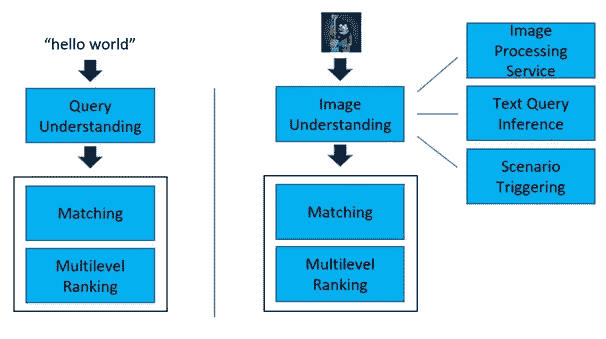 "hello world"
Query
Understanding
Matching
Multilevel
Ranking
Image
Understanding
Matching
Multilevel
Ranking
Image
Processing
Service
Text Query
Inference
Scenario
Triggering